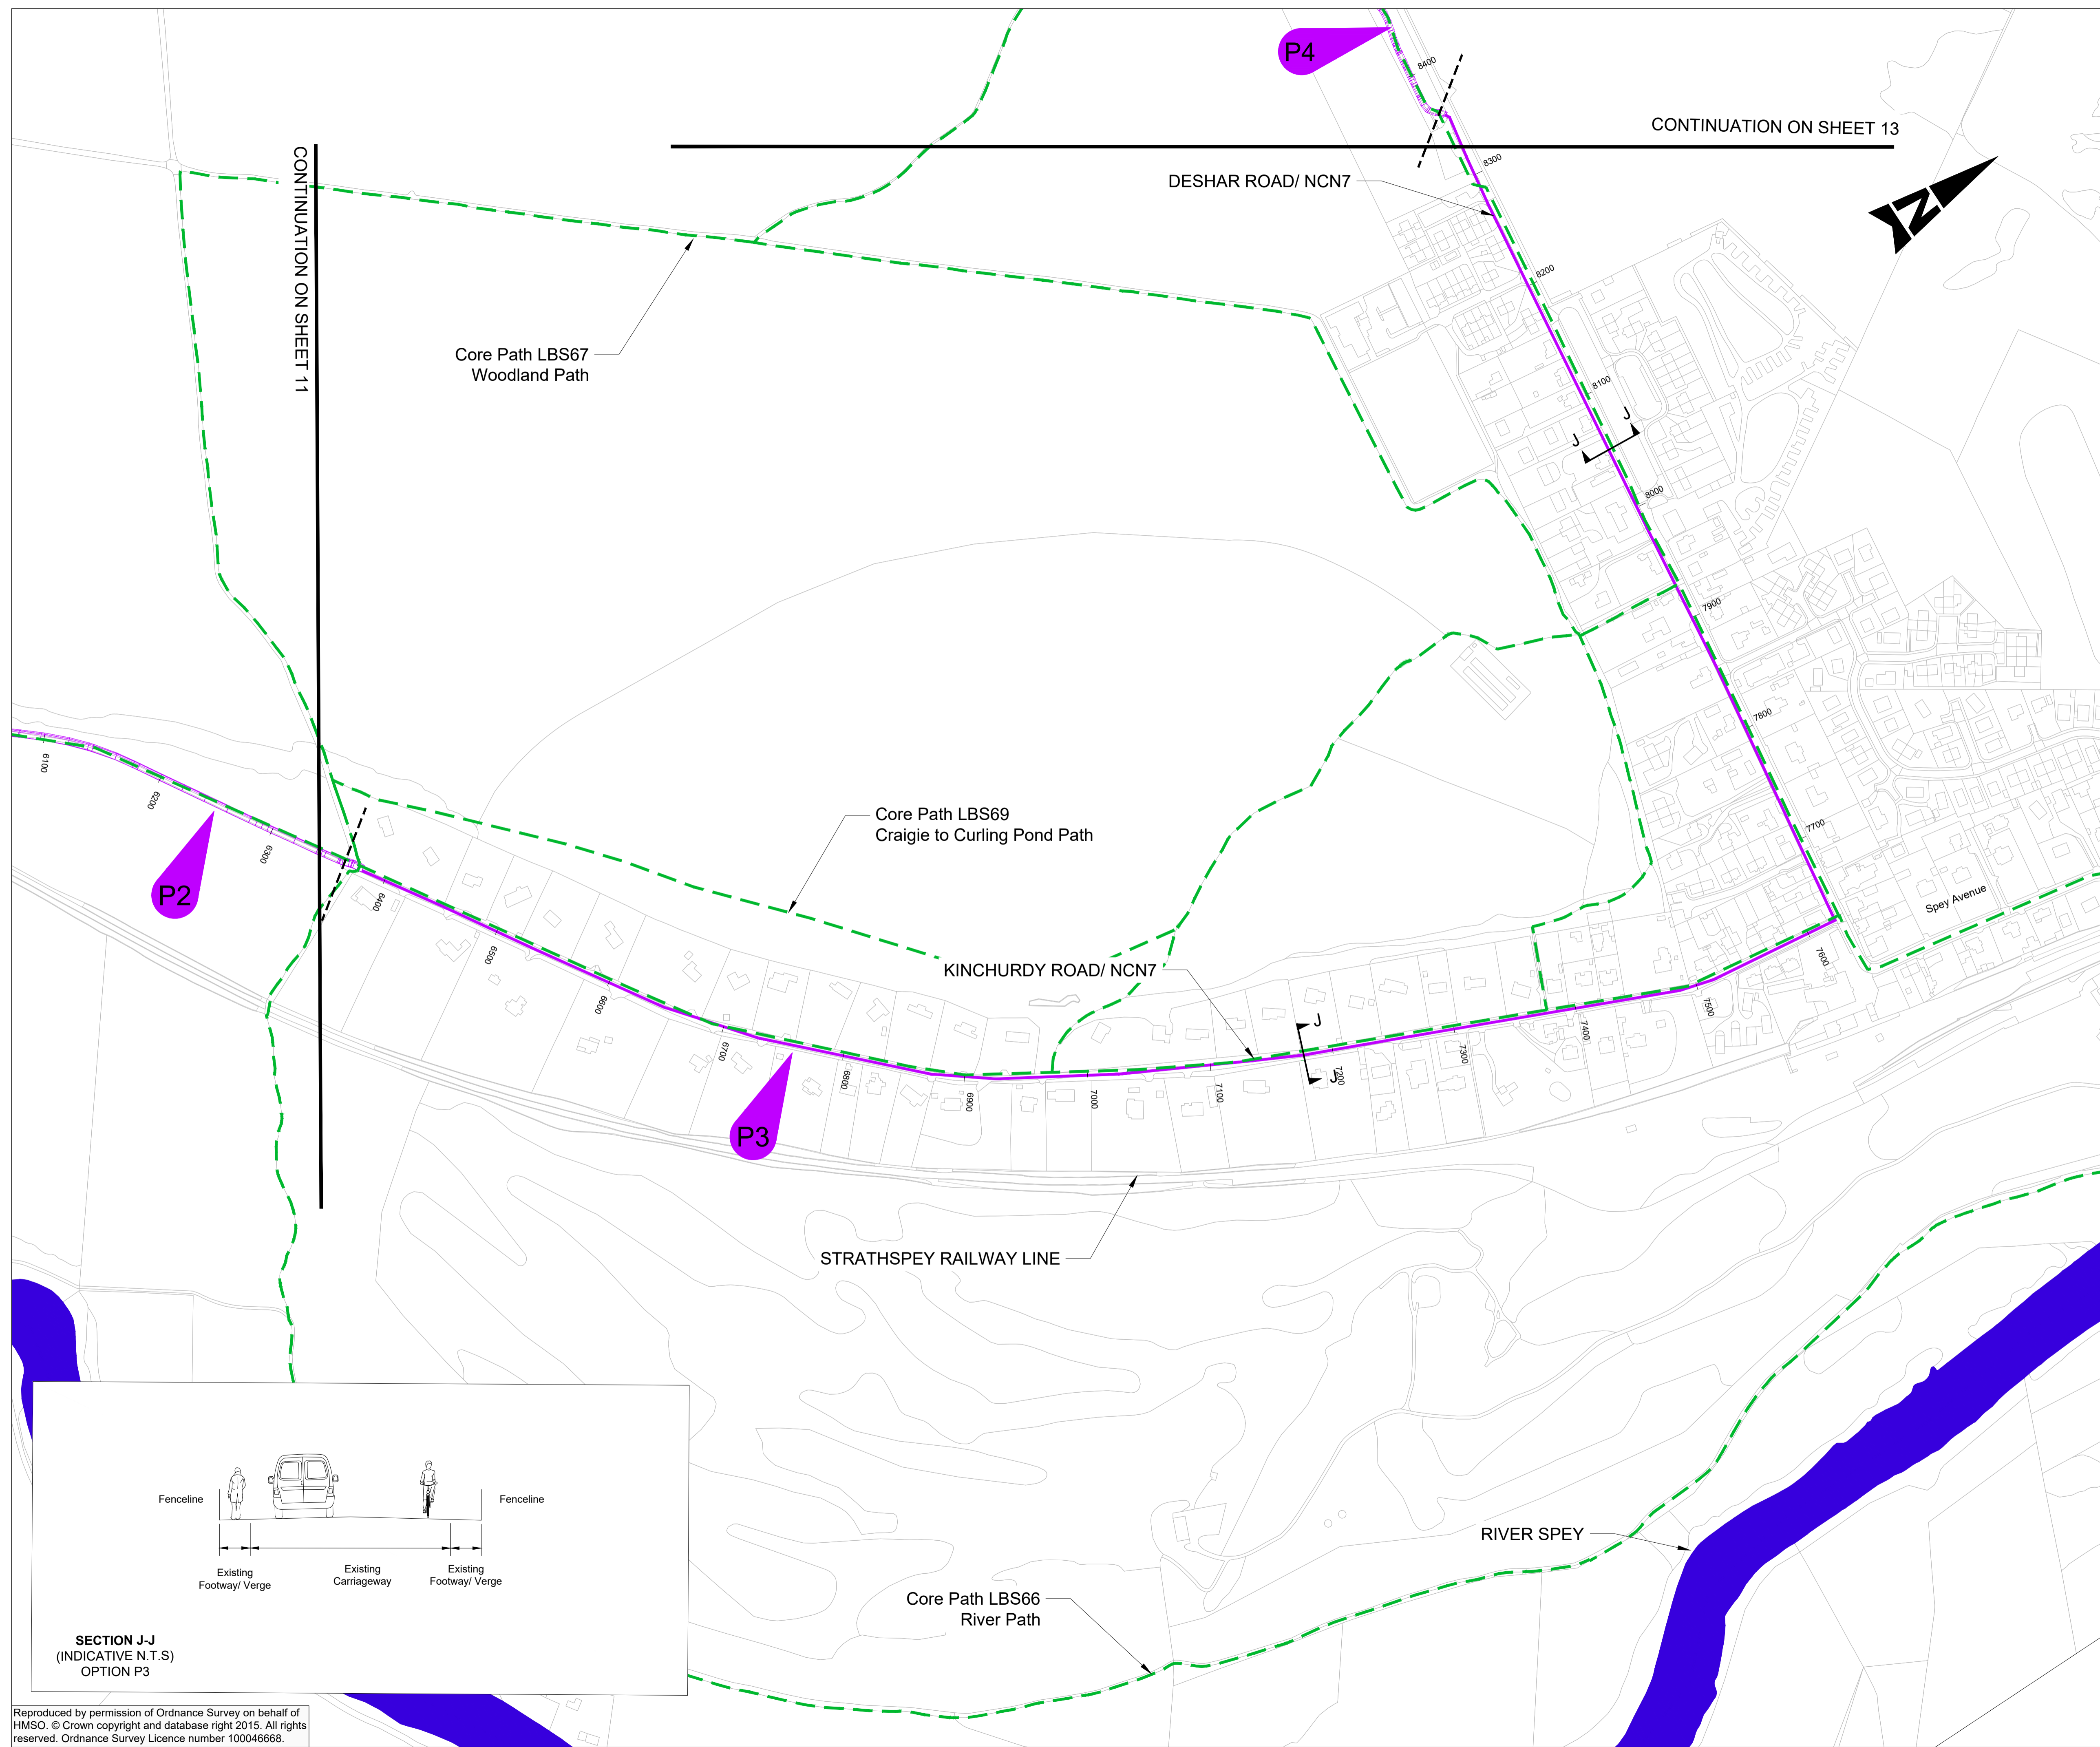 P4
8400
CONTINUATION ON SHEET 13
CONTINUATION ON SHEET 11
8300
DESHAR ROAD/ NCN7
N
8200
Core Path LBS67
Woodland Path
8100
J
J
8000
7900
7800
6100
6200
6300
P2
Core Path LBS69
Craigie to Curling Pond Path
7700
6400
Spey Avenue
6500
KINCHURDY ROAD/ NCN7
7600
6600
7500
6700
J
7400
6800
7300
J
7200
6900
7000
7100
P3
STRATHSPEY RAILWAY LINE
Fenceline
Fenceline
RIVER SPEY
Existing
Footway/ Verge
Existing
Carriageway
Existing
Footway/ Verge
Core Path LBS66
River Path
SECTION J-J
(INDICATIVE N.T.S)
OPTION P3
Reproduced by permission of Ordnance Survey on behalf of
HMSO. © Crown copyright and database right 2015. All rights
reserved. Ordnance Survey Licence number 100046668.